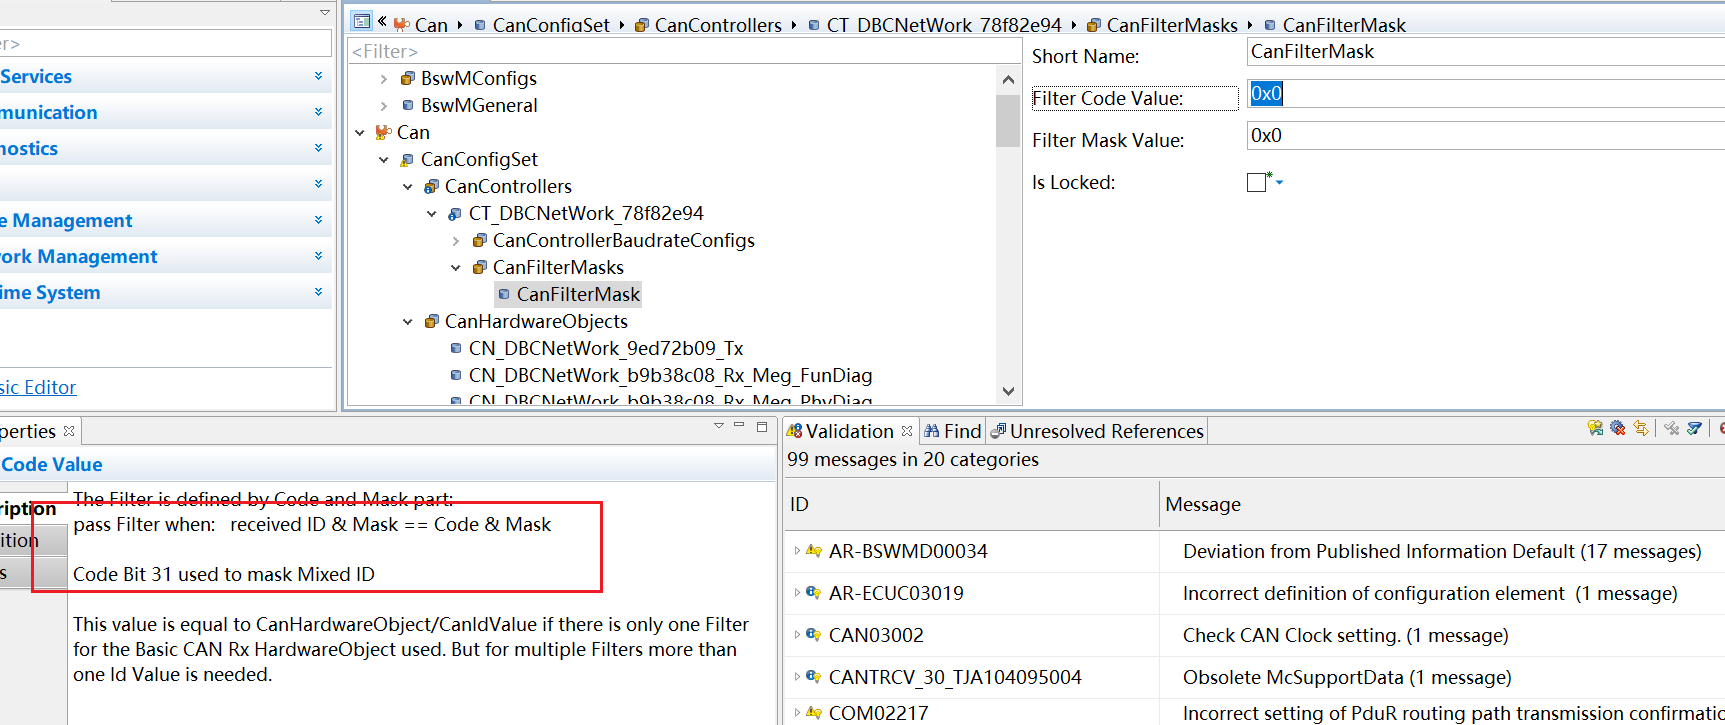 Can ▸ CanConfigSet ▸ CanControllers ▸ CT_DBCNetWork_78f82e94 ▸ CanFilterMasks ▸ CanFilterMask
er>
Services
munication
nostics
e Management
ork Management
ime System
sic Editor
<Filter>
BswMConfigs
BswMGeneral
Can
CanConfigSet
CanControllers
CT_DBCNetWork_78f82e94
CanControllerBaudrateConfigs
CanFilterMasks
CanFilterMask
CanHardwareObjects
CN_DBCNetWork_9ed72b09_Tx
CN_DBCNetWork_b9b38c08_Rx_Meg_FunDiag
CN_DBCNetWork_b9b38c08_Rx_Meg_PhyDiag
Short Name: CanFilterMask
Filter Code Value: 0x0
Filter Mask Value: 0x0
Is Locked:
perties
Code Value
ription
ition
s
The Filter is defined by Code and Mask part:
pass Filter when: received ID & Mask == Code & Mask
Code Bit 31 used to mask Mixed ID
This value is equal to CanHardwareObject/CanIdValue if there is only one Filter
for the Basic CAN Rx HardwareObject used. But for multiple Filters more than
one Id Value is needed.
Validation Find Unresolved References
99 messages in 20 categories
ID Message
AR-BSWMD00034 Deviation from Published Information Default (17 messages)
AR-ECUC03019 Incorrect definition of configuration element (1 message)
CAN03002 Check CAN Clock setting. (1 message)
CANTRCV_30_TJA104095004 Obsolete McSupportData (1 message)
COM02217 Incorrect setting of PduR routing path transmission confirmatio